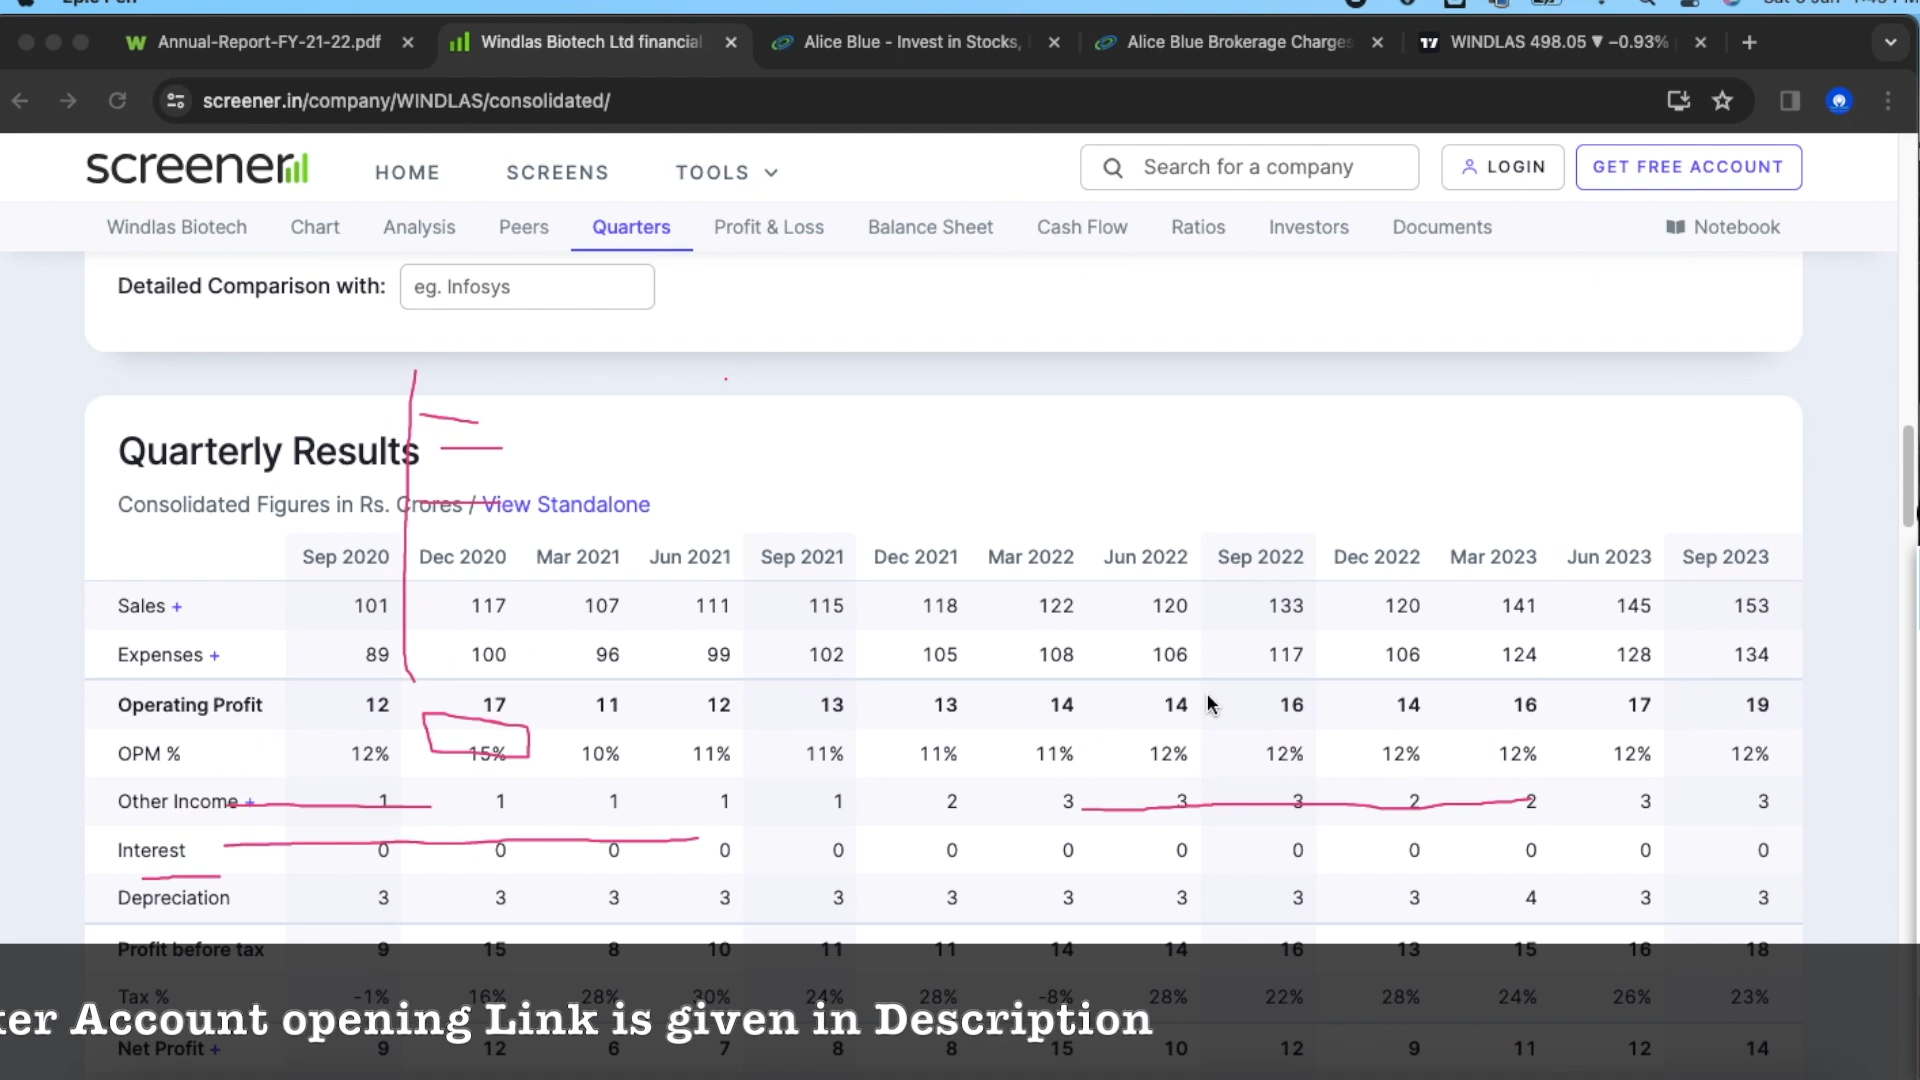 Annual-Report-FY-21-22.pdf
Windlas Biotech Ltd financial
Alice Blue - Invest in Stocks,
Alice Blue Brokerage Charges
WINDLAS 498.05 ▼ −0.93%
screener.in/company/WINDLAS/consolidated/
screener
HOME SCREENS TOOLS
Search for a company
LOGIN
GET FREE ACCOUNT
Windlas Biotech Chart Analysis Peers Quarters Profit & Loss Balance Sheet Cash Flow Ratios Investors Documents Notebook
Detailed Comparison with: eg. Infosys
Quarterly Results
Consolidated Figures in Rs. Crores / View Standalone
Sep 2020 Dec 2020 Mar 2021 Jun 2021 Sep 2021 Dec 2021 Mar 2022 Jun 2022 Sep 2022 Dec 2022 Mar 2023 Jun 2023 Sep 2023
Sales + 101 117 107 111 115 118 122 120 133 120 141 145 153
Expenses + 89 100 96 99 102 105 108 106 117 106 124 128 134
Operating Profit 12 17 11 12 13 13 14 14 16 14 16 17 19
OPM % 12% 15% 10% 11% 11% 11% 11% 12% 12% 12% 12% 12% 12%
Other Income + 1 1 1 1 1 2 3 3 3 2 2 3 3
Interest 0 0 0 0 0 0 0 0 0 0 0 0 0
Depreciation 3 3 3 3 3 3 3 3 3 3 4 3 3
Profit before tax 9 15 8 10 11 11 14 14 16 13 15 16 18
Tax % -1% 16% 28% 30% 24% 28% -8% 28% 22% 28% 24% 26% 23%
Account opening Link is given in Description
Net Profit + 9 12 6 7 8 8 15 10 12 9 11 12 14